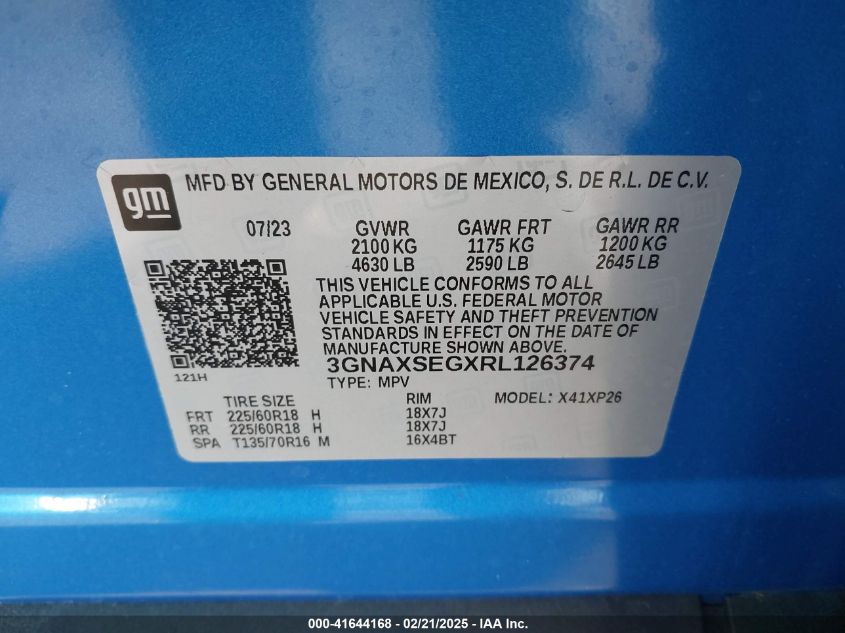 gm
MFD BY GENERAL MOTORS DE MEXICO, S. DE R.L. DE C.V.
07/23 GVWR GAWR FRT GAWR RR
2100 KG 1175 KG 1200 KG
4630 LB 2590 LB 2645 LB
THIS VEHICLE CONFORMS TO ALL
APPLICABLE U.S. FEDERAL MOTOR
VEHICLE SAFETY AND THEFT PREVENTION
STANDARDS IN EFFECT ON THE DATE OF
MANUFACTURE SHOWN ABOVE.
3GNAXSEGXRL126374
121H
TYPE: MPV
TIRE SIZE RIM MODEL: X41XP26
FRT 225/60R18 H 18X7J
RR 225/60R18 H 18X7J
SPA T135/70R16 M 16X4BT
000-41644168 - 02/21/2025 - IAA Inc.